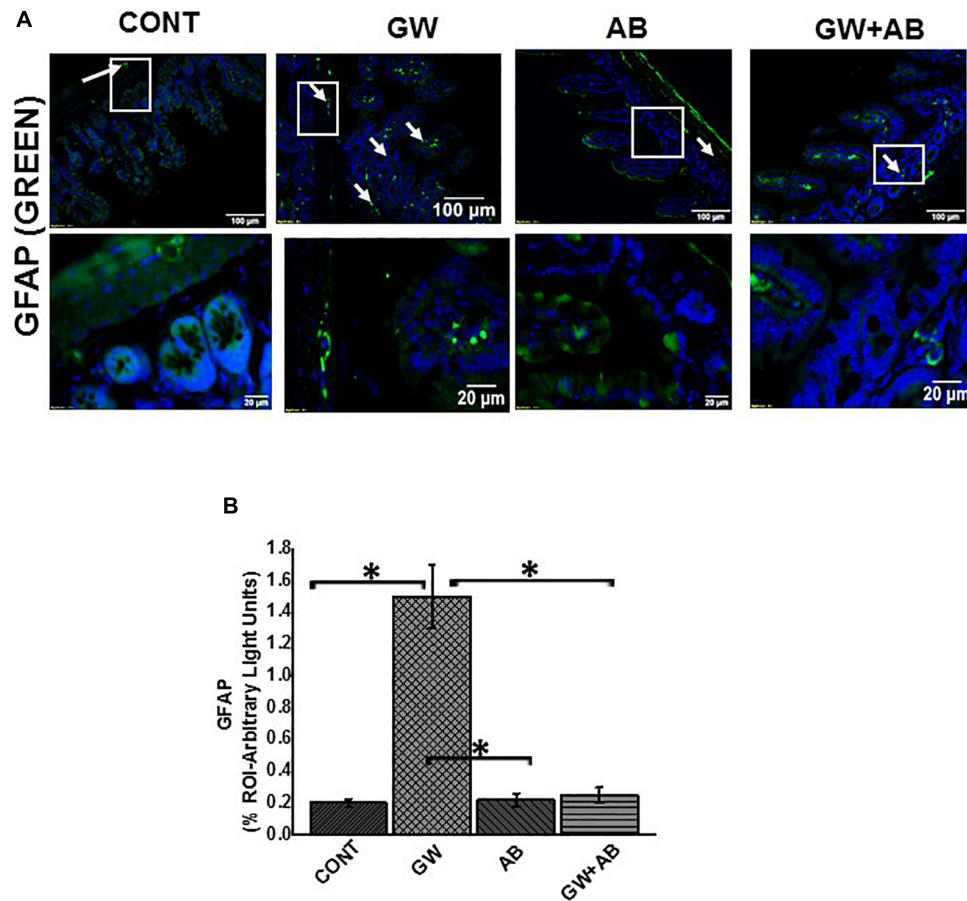 A
CONT
GW
AB
GW+AB
GFAP (GREEN)
100 µm
100 µm
100 µm
100 µm
20 µm
20 µm
20 µm
20 µm
B
GFAP
(% ROI-Arbitrary Light Units)
1.8
1.6
1.4
1.2
1.0
0.8
0.6
0.4
0.2
0.0
*
*
*
CONT
GW
AB
GW+AB